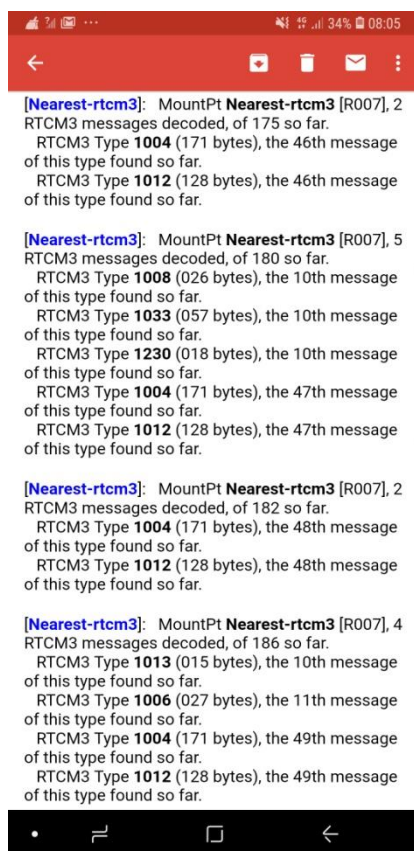 34% 08:05
[Nearest-rtcm3]: MountPt Nearest-rtcm3 [R007], 2
RTCM3 messages decoded, of 175 so far.
RTCM3 Type 1004 (171 bytes), the 46th message
of this type found so far.
RTCM3 Type 1012 (128 bytes), the 46th message
of this type found so far.
[Nearest-rtcm3]: MountPt Nearest-rtcm3 [R007], 5
RTCM3 messages decoded, of 180 so far.
RTCM3 Type 1008 (026 bytes), the 10th message
of this type found so far.
RTCM3 Type 1033 (057 bytes), the 10th message
of this type found so far.
RTCM3 Type 1230 (018 bytes), the 10th message
of this type found so far.
RTCM3 Type 1004 (171 bytes), the 47th message
of this type found so far.
RTCM3 Type 1012 (128 bytes), the 47th message
of this type found so far.
[Nearest-rtcm3]: MountPt Nearest-rtcm3 [R007], 2
RTCM3 messages decoded, of 182 so far.
RTCM3 Type 1004 (171 bytes), the 48th message
of this type found so far.
RTCM3 Type 1012 (128 bytes), the 48th message
of this type found so far.
[Nearest-rtcm3]: MountPt Nearest-rtcm3 [R007], 4
RTCM3 messages decoded, of 186 so far.
RTCM3 Type 1013 (015 bytes), the 10th message
of this type found so far.
RTCM3 Type 1006 (027 bytes), the 11th message
of this type found so far.
RTCM3 Type 1004 (171 bytes), the 49th message
of this type found so far.
RTCM3 Type 1012 (128 bytes), the 49th message
of this type found so far.